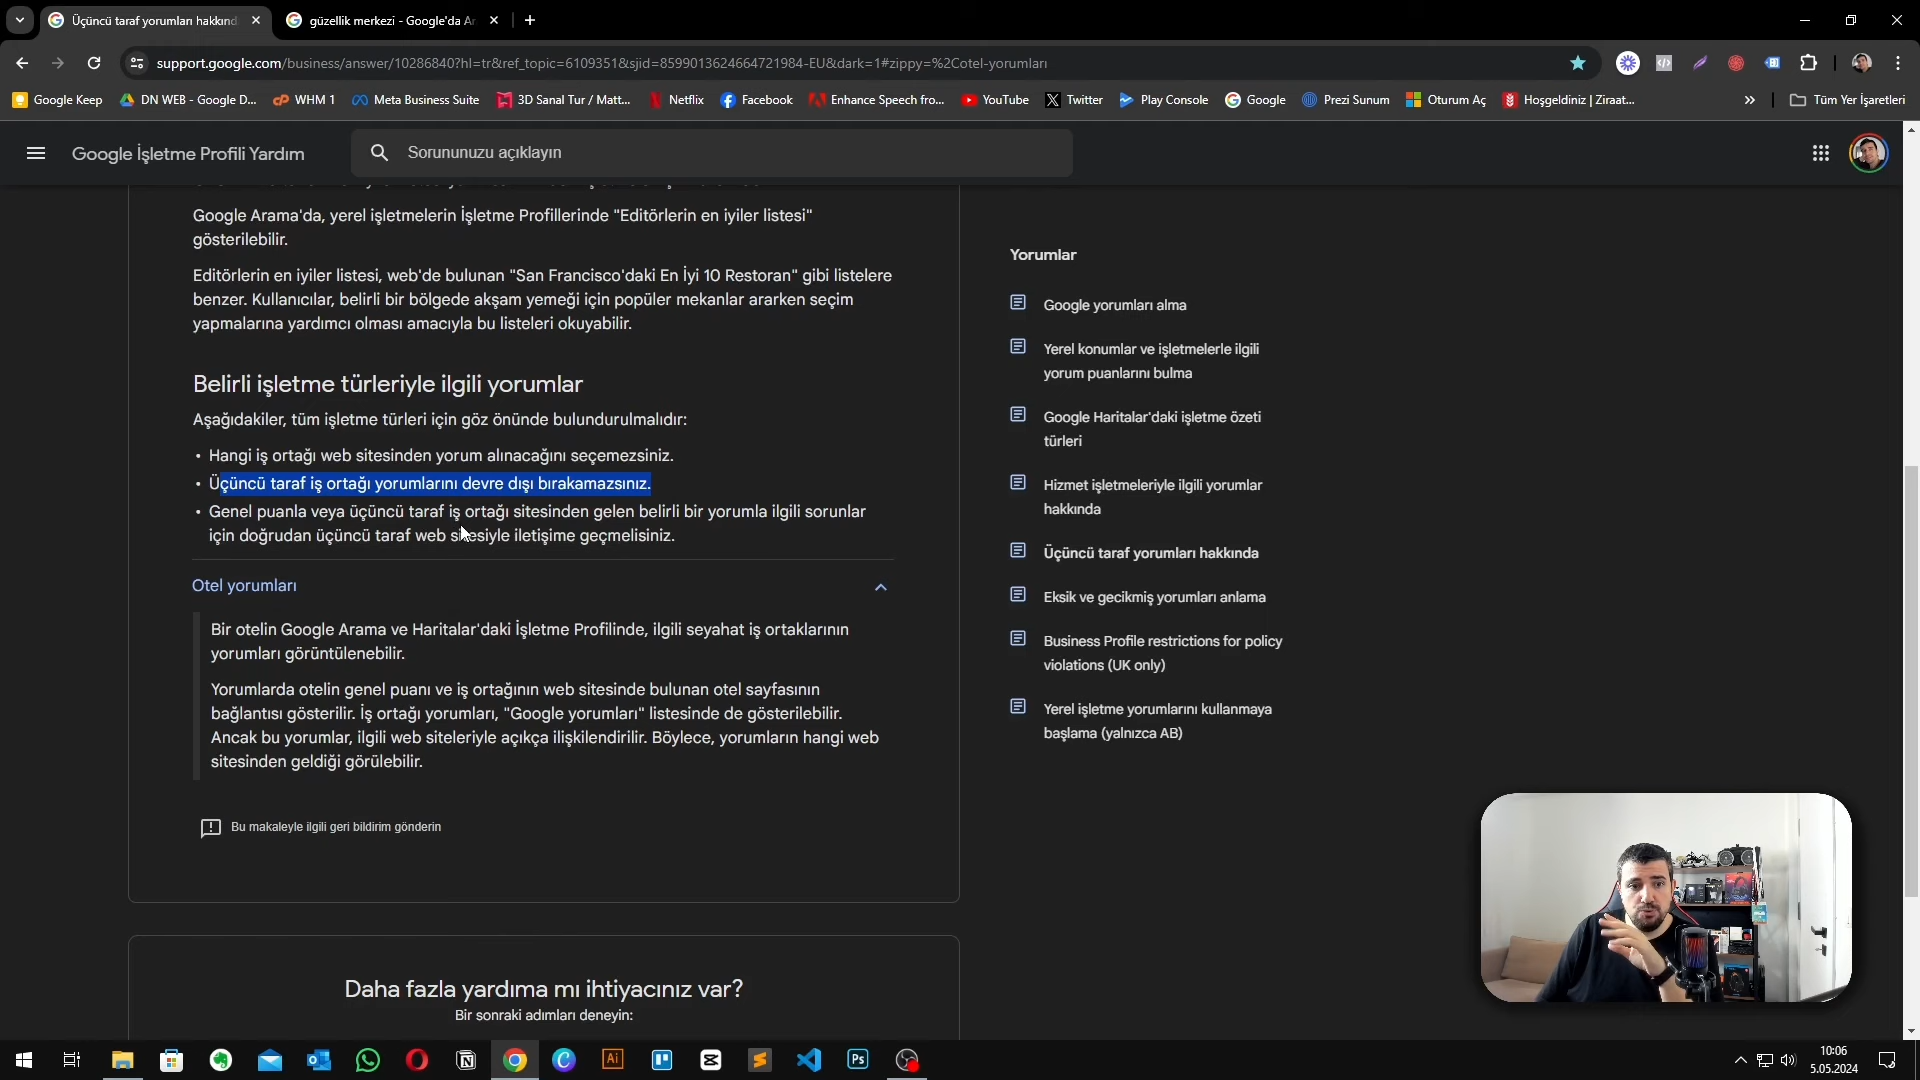 Üçüncü taraf yorumları hakkınd
güzellik merkezi - Google'da Ar
support.google.com/business/answer/10286840?hl=tr&ref_topic=6109351&sjid=8599013624664721984-EU&dark=1#zippy=%2Cotel-yorumları
Google Keep
DN WEB - Google D...
WHM 1
Meta Business Suite
3D Sanal Tur / Matt...
Netflix
Facebook
Enhance Speech fro...
YouTube
Twitter
Play Console
Google
Prezi Sunum
Oturum Aç
Hoşgeldiniz | Ziraat...
»
Tüm Yer İşaretleri
Google İşletme Profili Yardım
Sorununuzu açıklayın
Google Arama'da, yerel işletmelerin İşletme Profillerinde "Editörlerin en iyiler listesi"
gösterilebilir.
Editörlerin en iyiler listesi, web'de bulunan "San Francisco'daki En İyi 10 Restoran" gibi listelere
benzer. Kullanıcılar, belirli bir bölgede akşam yemeği için popüler mekanlar ararken seçim
yapmalarına yardımcı olması amacıyla bu listeleri okuyabilir.
Belirli işletme türleriyle ilgili yorumlar
Aşağıdakiler, tüm işletme türleri için göz önünde bulundurulmalıdır:
• Hangi iş ortağı web sitesinden yorum alınacağını seçemezsiniz.
• Üçüncü taraf iş ortağı yorumlarını devre dışı bırakamazsınız.
• Genel puanla veya üçüncü taraf iş ortağı sitesinden gelen belirli bir yorumla ilgili sorunlar
için doğrudan üçüncü taraf web sitesiyle iletişime geçmelisiniz.
Otel yorumları
Bir otelin Google Arama ve Haritalar'daki İşletme Profilinde, ilgili seyahat iş ortaklarının
yorumları görüntülenebilir.
Yorumlarda otelin genel puanı ve iş ortağının web sitesinde bulunan otel sayfasının
bağlantısı gösterilir. İş ortağı yorumları, "Google yorumları" listesinde de gösterilebilir.
Ancak bu yorumlar, ilgili web siteleriyle açıkça ilişkilendirilir. Böylece, yorumların hangi web
sitesinden geldiği görülebilir.
Bu makaleyle ilgili geri bildirim gönderin
Daha fazla yardıma mı ihtiyacınız var?
Bir sonraki adımları deneyin:
Yorumlar
Google yorumları alma
Yerel konumlar ve işletmelerle ilgili
yorum puanlarını bulma
Google Haritalar'daki işletme özeti
türleri
Hizmet işletmeleriyle ilgili yorumlar
hakkında
Üçüncü taraf yorumları hakkında
Eksik ve gecikmiş yorumları anlama
Business Profile restrictions for policy
violations (UK only)
Yerel işletme yorumlarını kullanmaya
başlama (yalnızca AB)
Ai
Ps
10:06
5.05.2024